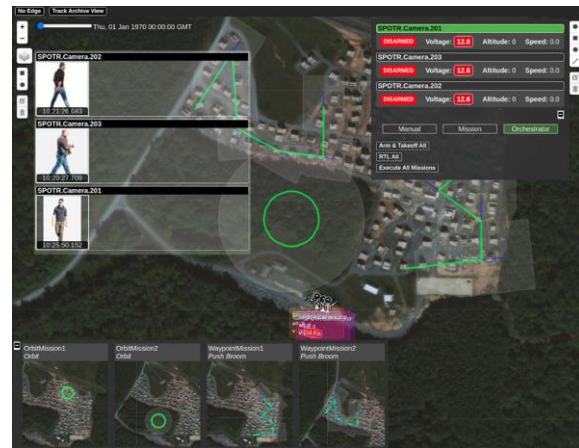 No Edge
Track Archive View
Thu, 01 Jan 1970 00:00:00 GMT
SPOTR.Camera.202
10:21:26.683
SPOTR.Camera.203
10:20:27.709
SPOTR.Camera.201
10:25:50.152
SPOTR.Camera.201
DISARMED Voltage: 12.6 Altitude: 0 Speed: 0.0
SPOTR.Camera.203
DISARMED Voltage: 12.6 Altitude: 0 Speed: 0.0
SPOTR.Camera.202
DISARMED Voltage: 12.6 Altitude: 0 Speed: 0.0
Manual Mission Orchestrator
Arm & Takeoff All
RTL All
Execute All Missions
OrbitMission1
Orbit
OrbitMission2
Orbit
WaypointMission1
Push Broom
WaypointMission2
Push Broom